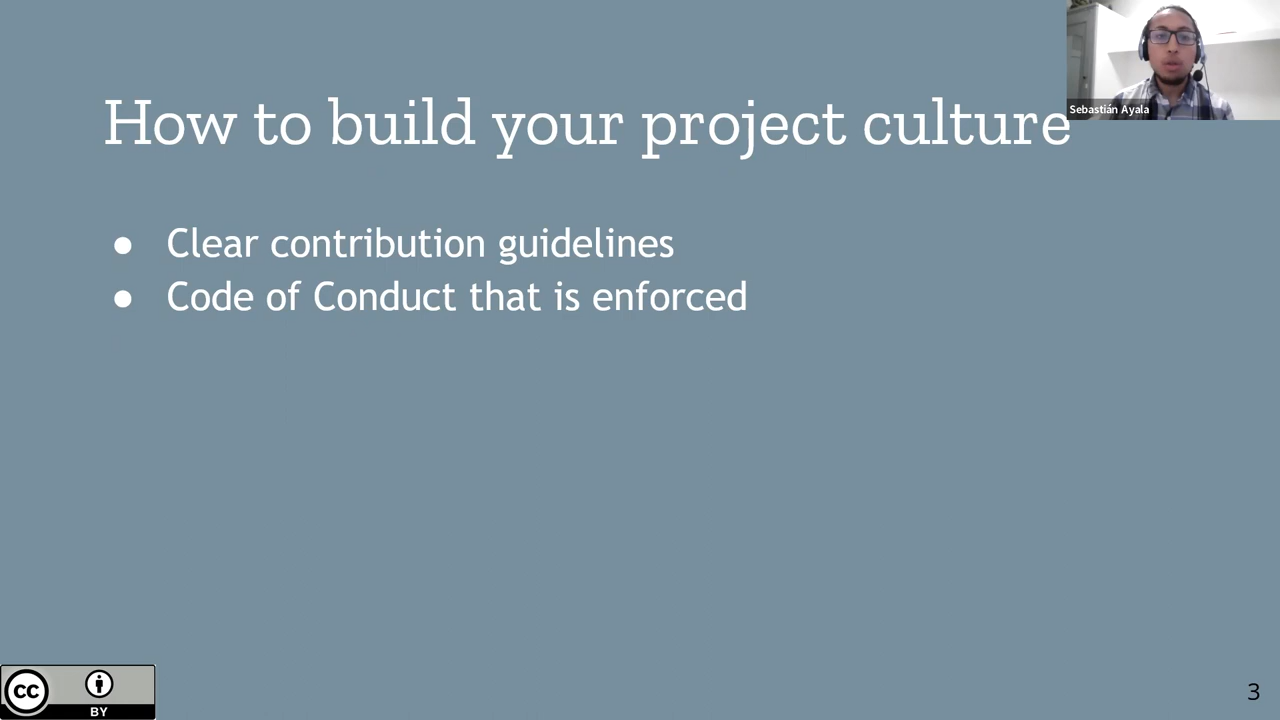 Sebastián Ayala
How to build your project culture
● Clear contribution guidelines
● Code of Conduct that is enforced
cc
BY
3